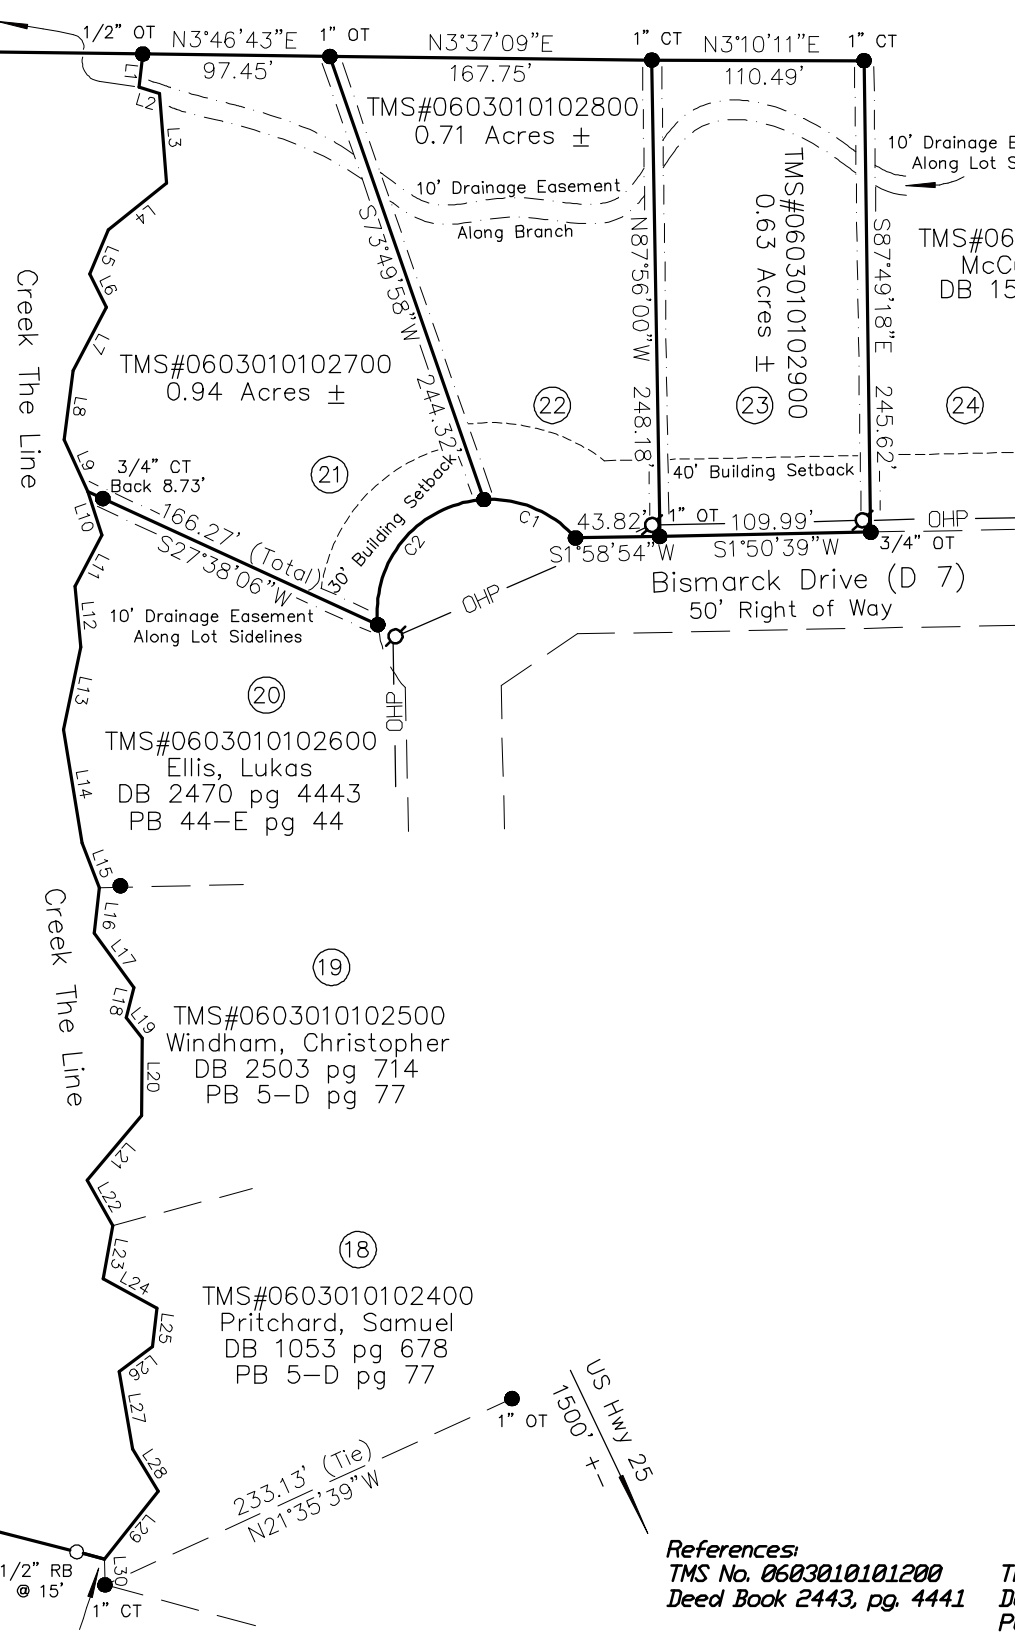 1/2" OT
N3°46'43"E
97.45'
1" OT
N3°37'09"E
167.75'
1" CT
N3°10'11"E
110.49'
1" CT
L1
L2
L3
L4
L5
L6
L7
L8
L9
L10
L11
L12
L13
L14
L15
L16
L17
L18
L19
L20
L21
L22
L23
L24
L25
L26
L27
L28
L29
L30
TMS#0603010102800
0.71 Acres ±
10' Drainage Easement
Along Branch
S73°49'58"W
244.32'
N87°56'00"W
248.18'
TMS#0603010102900
0.63 Acres ±
S87°49'18"E
245.62'
10' Drainage E
Along Lot S
TMS#06
McC
DB 15
Creek The Line
TMS#0603010102700
0.94 Acres ±
22
23
24
21
3/4" CT
Back 8.73'
166.27' (Total)
S27°38'06"W
30' Building Setback
40' Building Setback
C1
C2
43.82'
S1°58'54"W
1" OT
109.99'
S1°50'39"W
3/4" OT
OHP
OHP
OHP
Bismarck Drive (D 7)
50' Right of Way
10' Drainage Easement
Along Lot Sidelines
20
TMS#0603010102600
Ellis, Lukas
DB 2470 pg 4443
PB 44-E pg 44
Creek The Line
19
TMS#0603010102500
Windham, Christopher
DB 2503 pg 714
PB 5-D pg 77
18
TMS#0603010102400
Pritchard, Samuel
DB 1053 pg 678
PB 5-D pg 77
1" OT
233.13' (Tie)
N21°35'39"W
US Hwy 25
1500' +-
1/2" RB
@ 15'
1" CT
References:
TMS No. 0603010101200
Deed Book 2443, pg. 4441